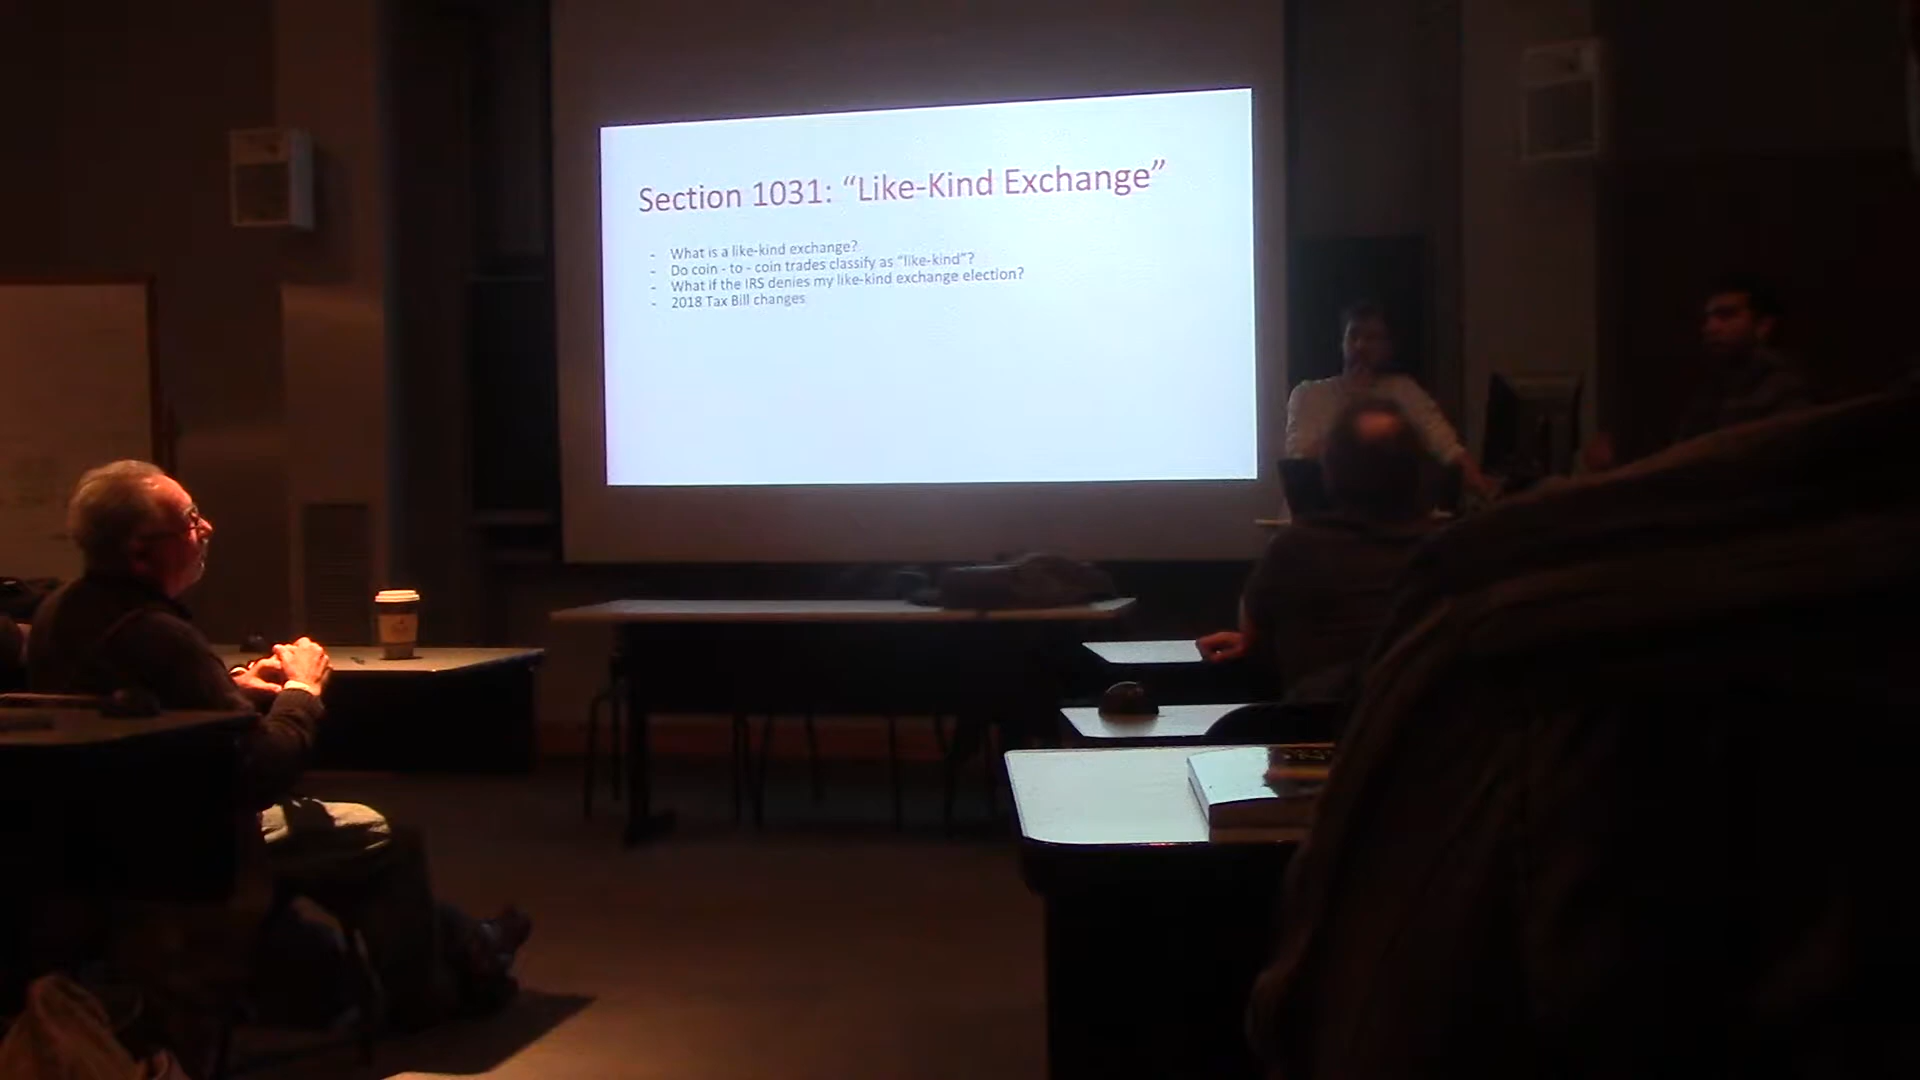 Section 1031: “Like-Kind Exchange”
- What is a like-kind exchange?
- Do coin - to - coin trades classify as “like-kind”?
- What if the IRS denies my like-kind exchange election?
- 2018 Tax Bill changes